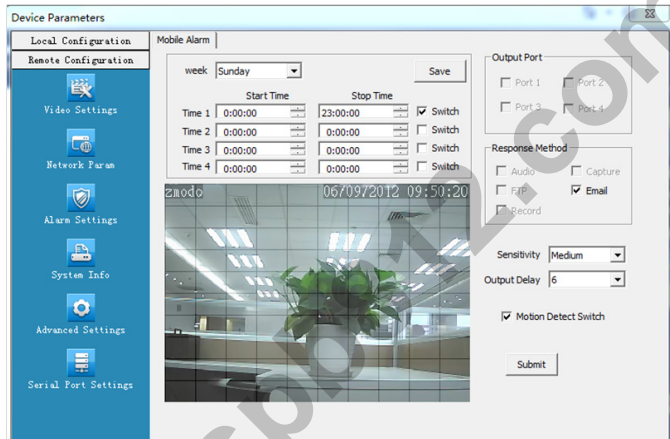 Device Parameters
Local Configuration
Remote Configuration
Video Settings
Network Param
Alarm Settings
System Info
Advanced Settings
Serial Port Settings
Mobile Alarm
week Sunday Save
Start Time Stop Time
Time 1 0:00:00 23:00:00 Switch
Time 2 0:00:00 0:00:00 Switch
Time 3 0:00:00 0:00:00 Switch
Time 4 0:00:00 0:00:00 Switch
zmodo 06/09/2012 09:50:20
Output Port
Port 1 Port 2
Port 3 Port 4
Response Method
Audio Capture
FTP Email
Record
Sensitivity Medium
Output Delay 6
Motion Detect Switch
Submit